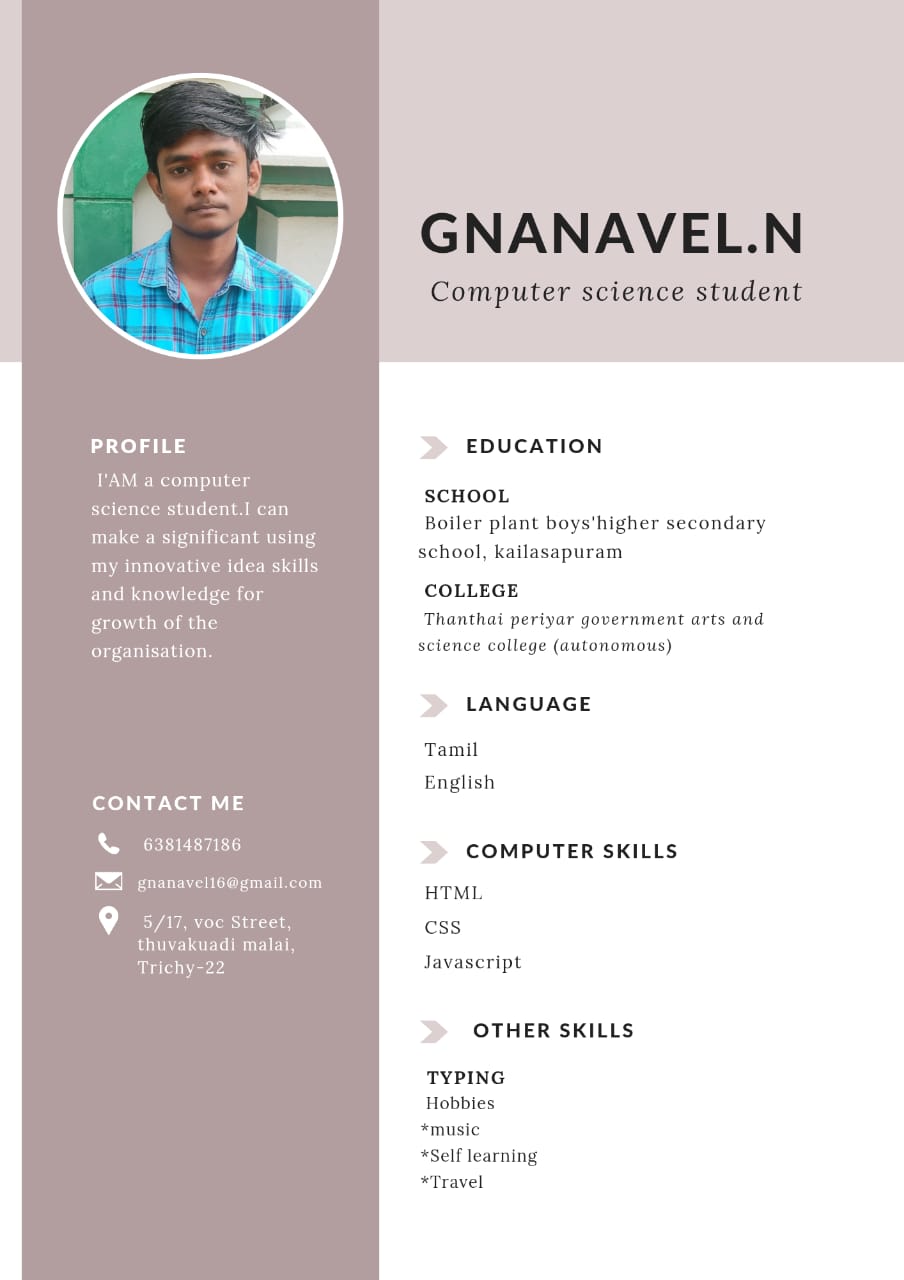 GNANAVEL.N
Computer science student
PROFILE
I'AM a computer
science student.I can
make a significant using
my innovative idea skills
and knowledge for
growth of the
organisation.
CONTACT ME
6381487186
gnanavel16@gmail.com
5/17, voc Street,
thuvakuadi malai,
Trichy-22
EDUCATION
SCHOOL
Boiler plant boys'higher secondary
school, kailasapuram
COLLEGE
Thanthai periyar government arts and
science college (autonomous)
LANGUAGE
Tamil
English
COMPUTER SKILLS
HTML
CSS
Javascript
OTHER SKILLS
TYPING
Hobbies
*music
*Self learning
*Travel